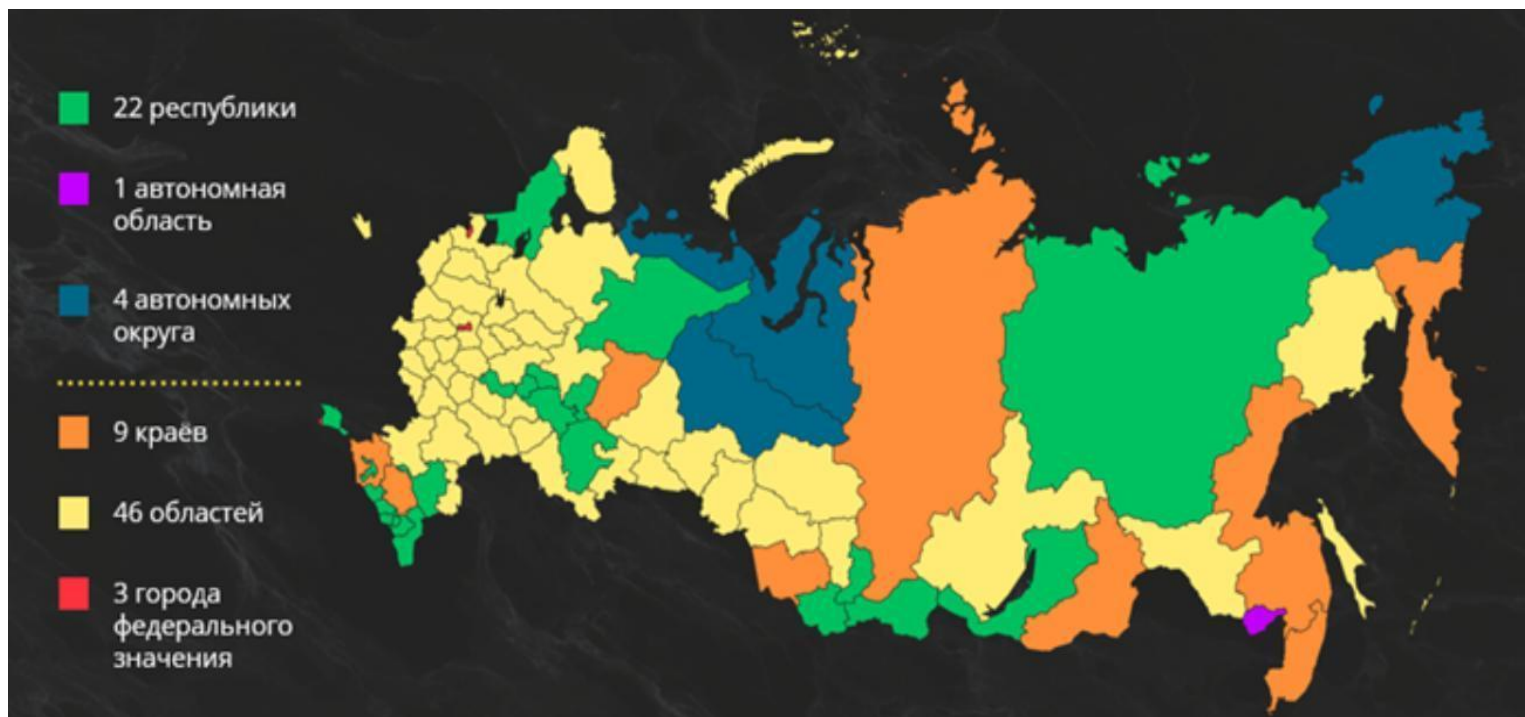 22 республики
1 автономная
область
4 автономных
округа
9 краёв
46 областей
3 города
федерального
значения